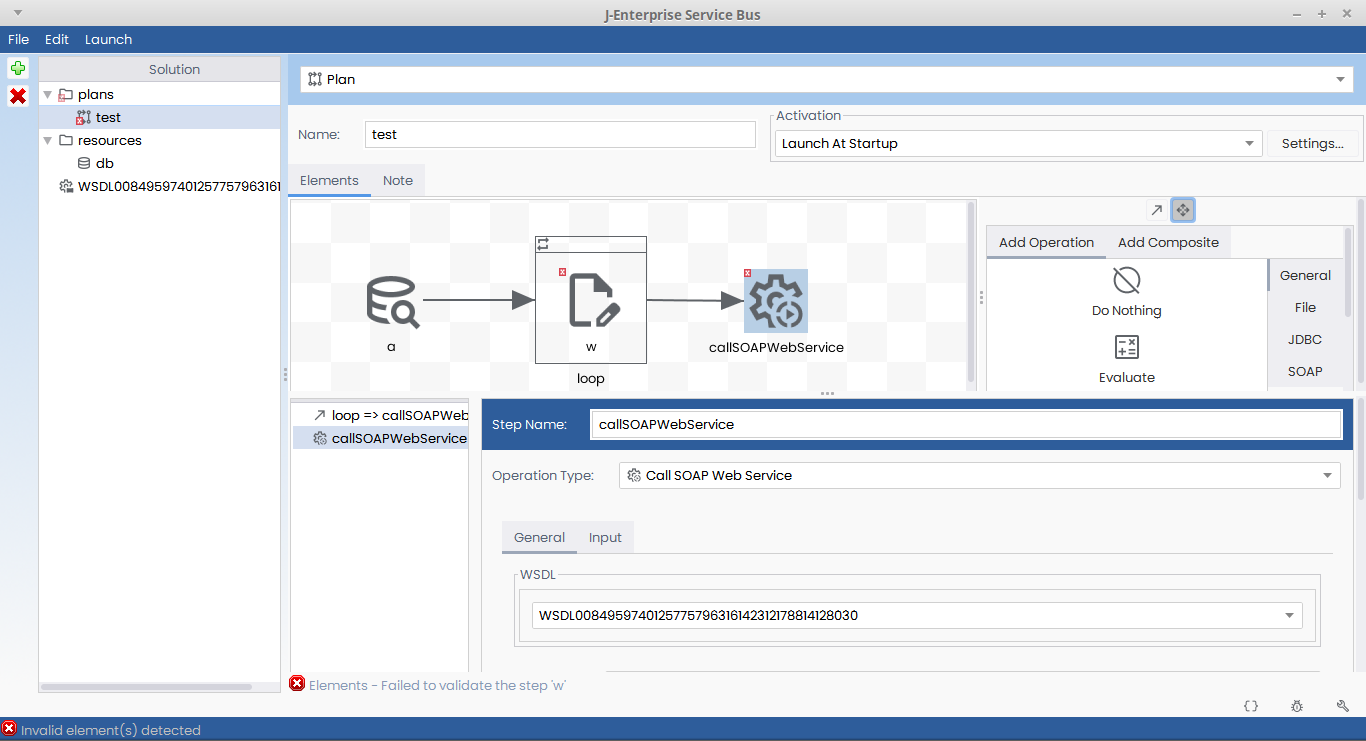 J-Enterprise Service Bus
File Edit Launch
Solution
plans
test
resources
db
WSDL00849597401257757963161
Plan
Name: test
Activation
Launch At Startup
Settings...
Elements Note
a
w
loop
callSOAPWebService
Add Operation Add Composite
Do Nothing
Evaluate
General
File
JDBC
SOAP
loop => callSOAPWeb
callSOAPWebService
Step Name: callSOAPWebService
Operation Type: Call SOAP Web Service
General Input
WSDL
WSDL0084959740125775796316142312178814128030
Elements - Failed to validate the step 'w'
Invalid element(s) detected